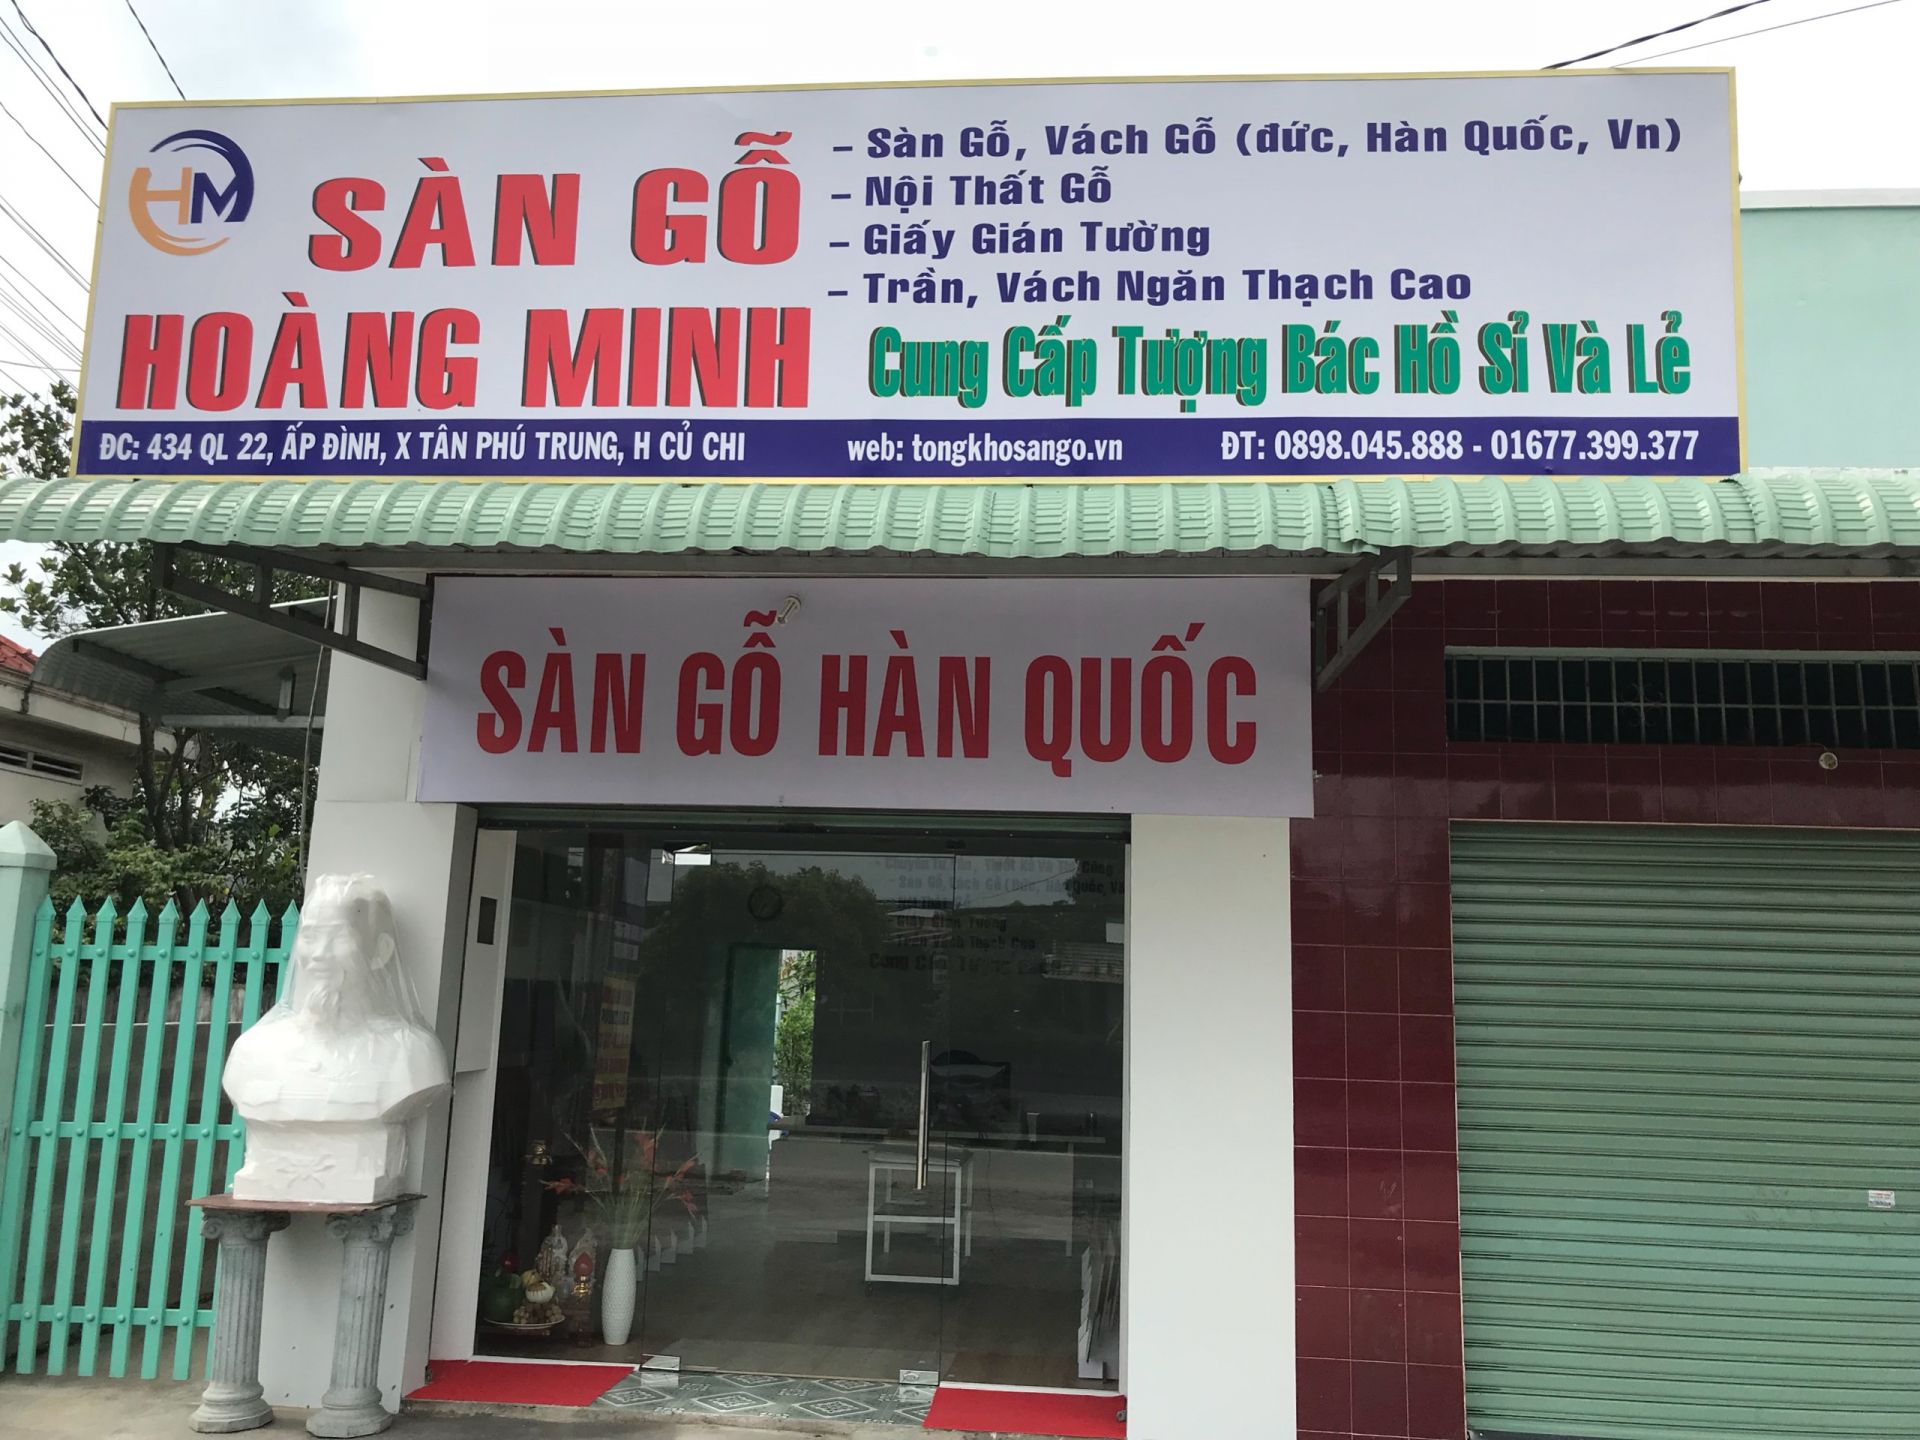 HM
SÀN GỖ
HOÀNG MINH
- Sàn Gỗ, Vách Gỗ (đức, Hàn Quốc, Vn)
- Nội Thất Gỗ
- Giấy Gián Tường
- Trần, Vách Ngăn Thạch Cao
Cung Cấp Tượng Bác Hồ Sỉ Và Lẻ
ĐC: 434 QL 22, ẤP ĐÌNH, X TÂN PHÚ TRUNG, H CỦ CHI
web: tongkhosango.vn
ĐT: 0898.045.888 - 01677.399.377
SÀN GỖ HÀN QUỐC
Giấy Gián Tường